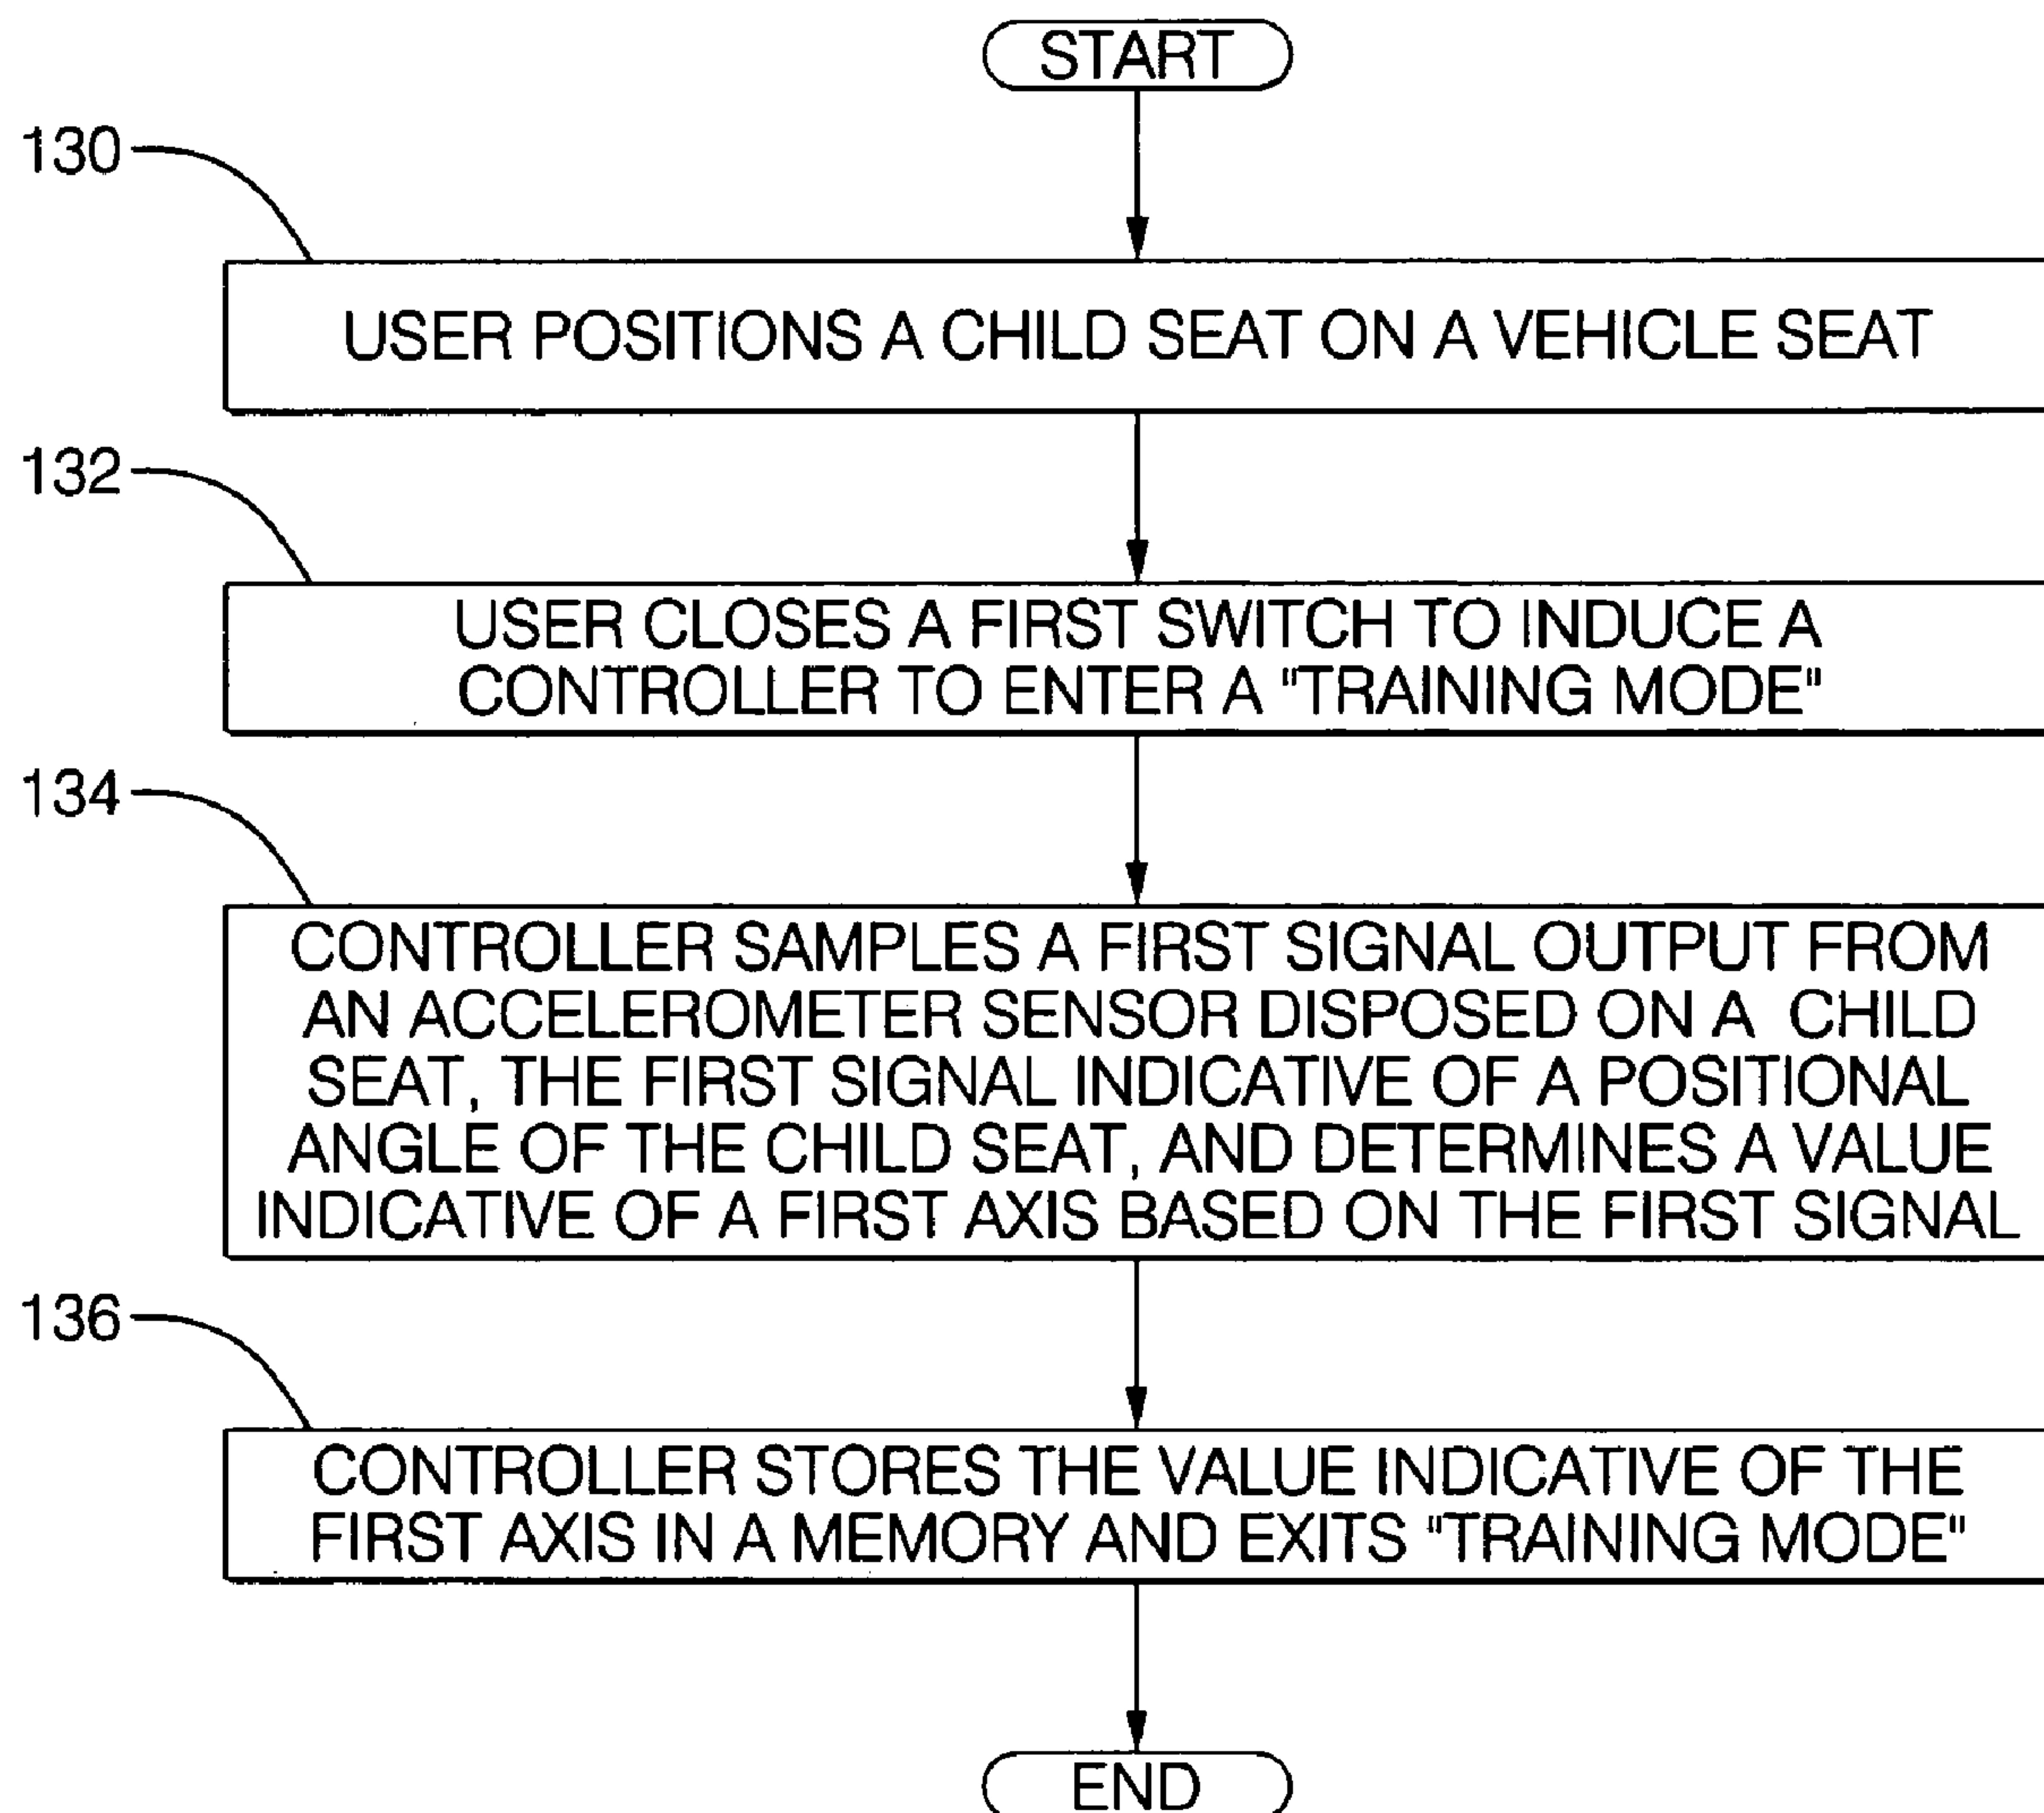 START
130
USER POSITIONS A CHILD SEAT ON A VEHICLE SEAT
132
USER CLOSES A FIRST SWITCH TO INDUCE A
CONTROLLER TO ENTER A "TRAINING MODE"
134
CONTROLLER SAMPLES A FIRST SIGNAL OUTPUT FROM
AN ACCELEROMETER SENSOR DISPOSED ON A CHILD
SEAT, THE FIRST SIGNAL INDICATIVE OF A POSITIONAL
ANGLE OF THE CHILD SEAT, AND DETERMINES A VALUE
INDICATIVE OF A FIRST AXIS BASED ON THE FIRST SIGNAL
136
CONTROLLER STORES THE VALUE INDICATIVE OF THE
FIRST AXIS IN A MEMORY AND EXITS "TRAINING MODE"
END